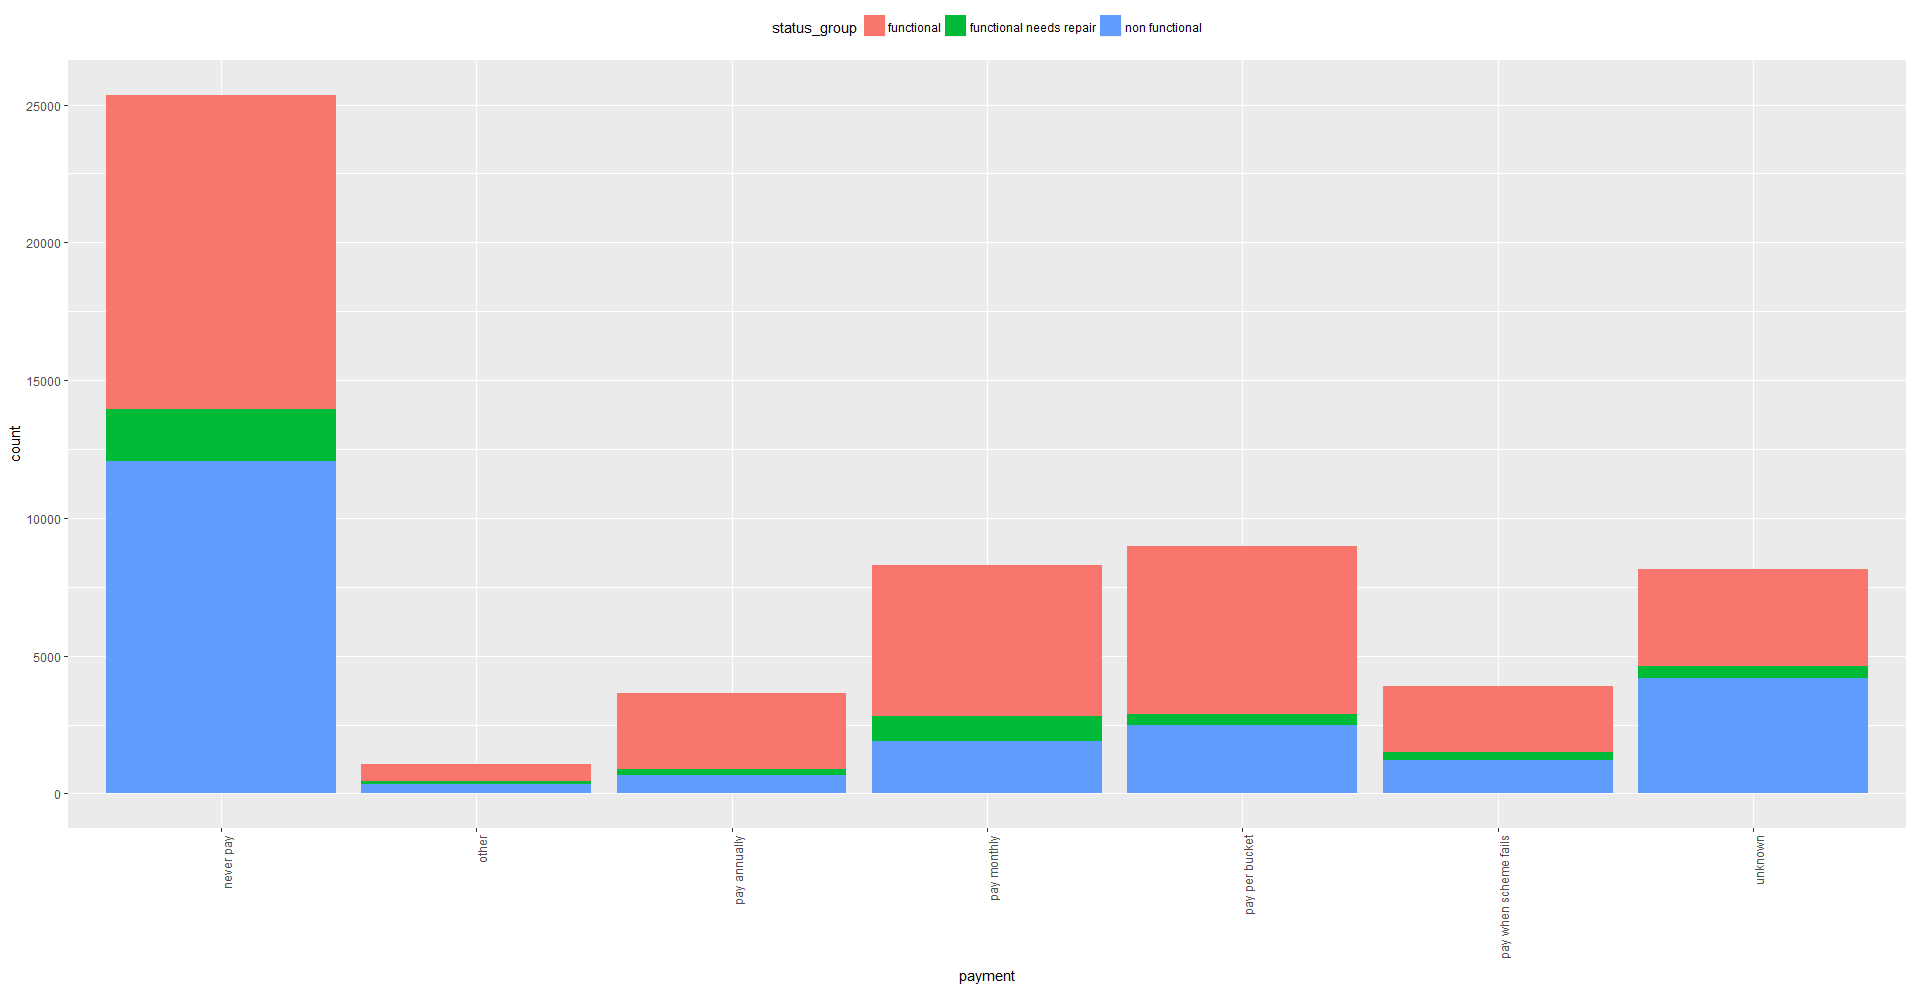 status_group functional functional needs repair non functional
25000
20000
15000
10000
5000
0
count
never pay
other
pay annually
pay monthly
pay per bucket
pay when scheme fails
unknown
payment